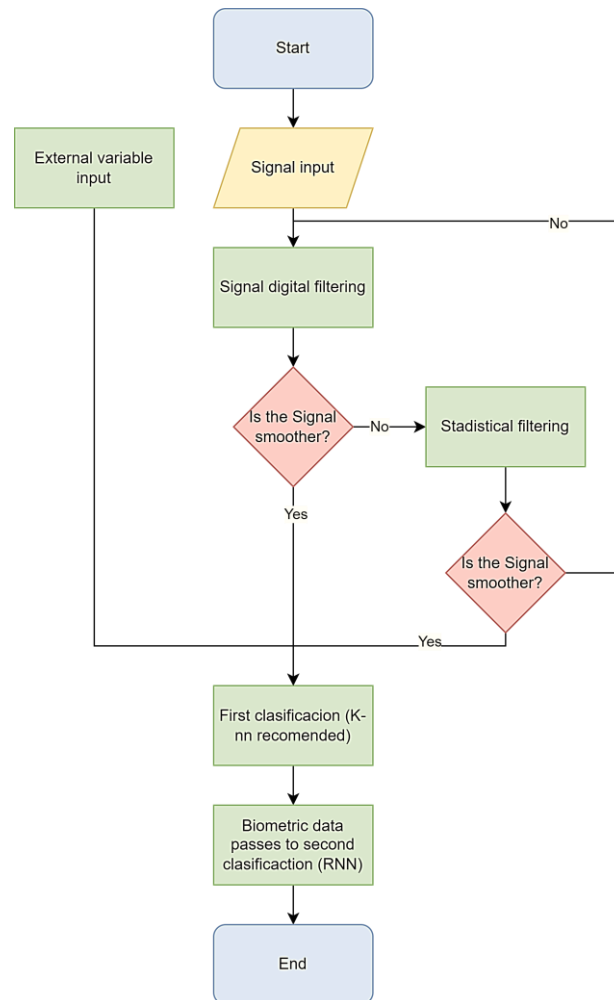 Start
External variable
input
Signal input
No
Signal digital filtering
Is the Signal
smoother?
No
Stadistical filtering
Yes
Is the Signal
smoother?
Yes
First clasificacion (K-
nn recomended)
Biometric data
passes to second
clasificaction (RNN)
End